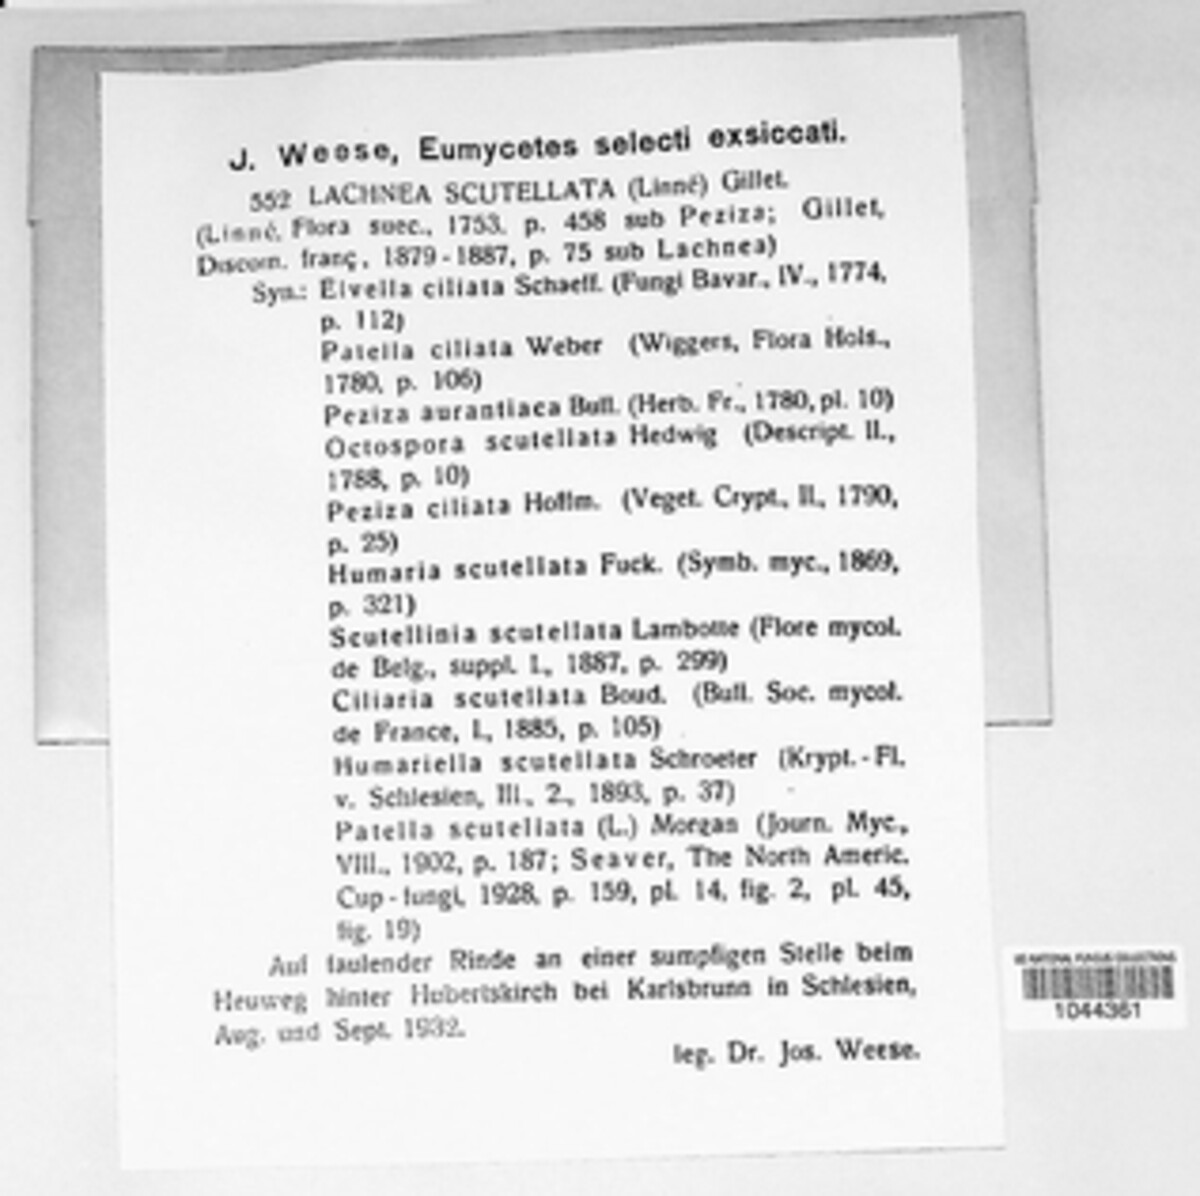 J. Weese, Eumycetes selecti exsiccati.
552 LACHNEA SCUTELLATA (Linné) Gillet.
(Linné, Flora suec., 1753, p. 458 sub Peziza; Gillet,
Discom. franç., 1879-1887, p. 75 sub Lachnea)
Syn.: Elvella ciliata Schaeff. (Fungi Bavar., IV., 1774,
p. 112)
Patella ciliata Weber (Wiggers, Flora Hols.,
1780, p. 106)
Peziza aurantiaca Bull. (Herb. Fr., 1780, pl. 10)
Octospora scutellata Hedwig (Descript. II.,
1788, p. 10)
Peziza ciliata Hoffm. (Veget. Crypt., II., 1790,
p. 25)
Humaria scutellata Fuck. (Symb. myc., 1869,
p. 321)
Scutellinia scutellata Lambotte (Flore mycol.
de Belg., suppl. I., 1887, p. 299)
Ciliaria scutellata Boud. (Bull. Soc. mycol.
de France, I., 1885, p. 105)
Humariella scutellata Schroeter (Krypt.-Fl.
v. Schlesien, III., 2., 1893, p. 37)
Patella scutellata (L.) Morgan (Journ. Myc.,
VIII., 1902, p. 187; Seaver, The North Americ.
Cup-fungi, 1928, p. 159, pl. 14, fig. 2, pl. 45,
fig. 19)
Auf faulender Rinde an einer sumpfigen Stelle beim
Heuweg hinter Hubertskirch bei Karlsbrunn in Schlesien,
Aug. und Sept. 1932.
leg. Dr. Jos. Weese.
US NATIONAL FUNGUS COLLECTIONS
1044361